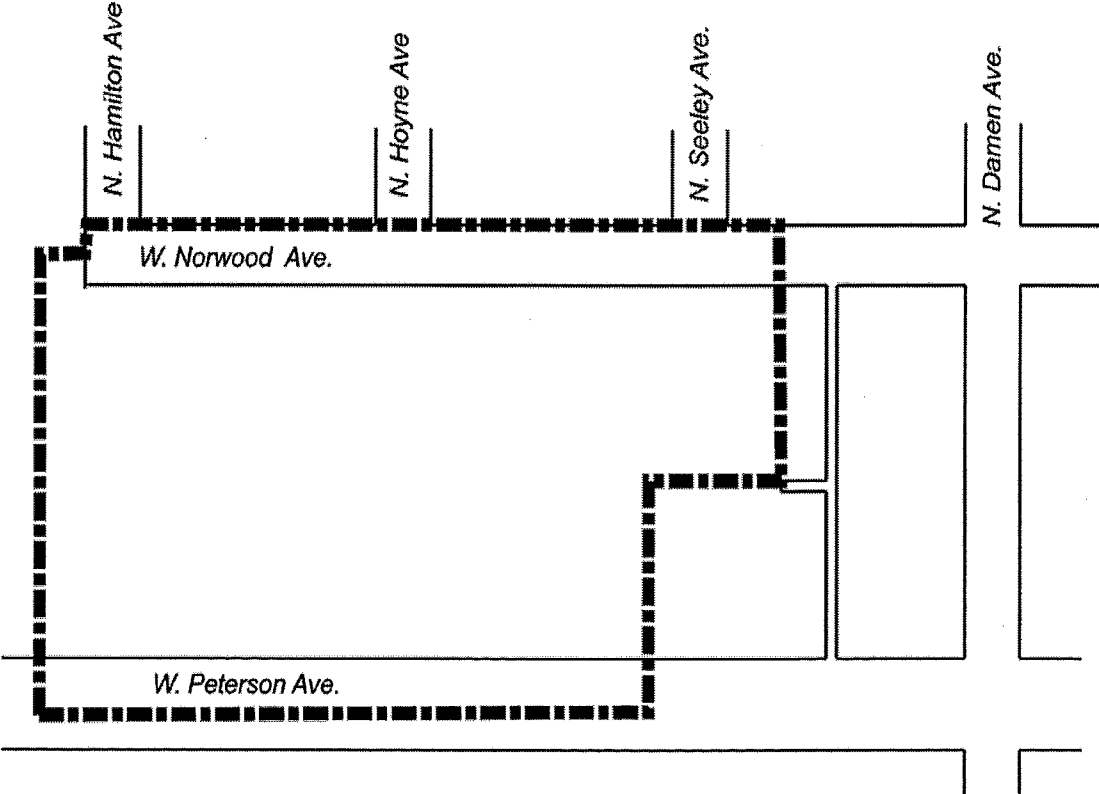 N. Hamilton Ave
N. Hoyne Ave
N. Seeley Ave.
N. Damen Ave.
W. Norwood Ave.
W. Peterson Ave.